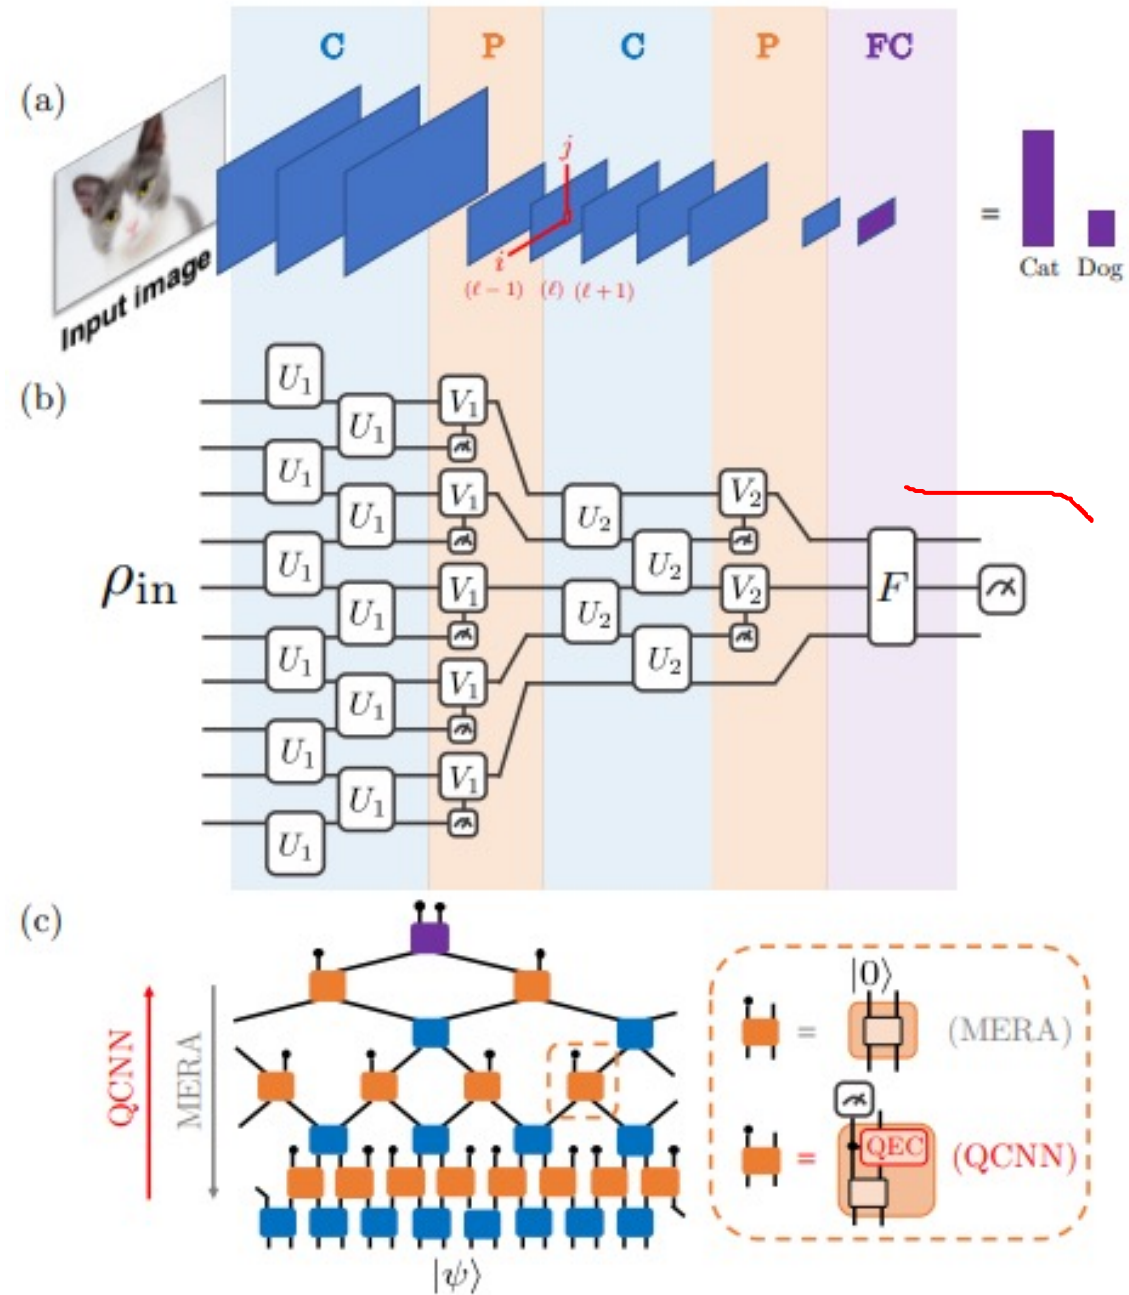 C P C P FC
(a)
j
i
(ℓ − 1) (ℓ) (ℓ + 1)
Input image
=
Cat Dog
(b)
U₁
U₁
V₁
U₁
V₁
U₁
U₂
V₂
U₁
U₂
F
ρin
U₁
V₁
U₂
V₂
U₁
U₂
U₁
V₁
U₁
U₁
V₁
U₁
U₁
(c)
QCNN
MERA
|ψ⟩
|0⟩
= (MERA)
QEC
= (QCNN)